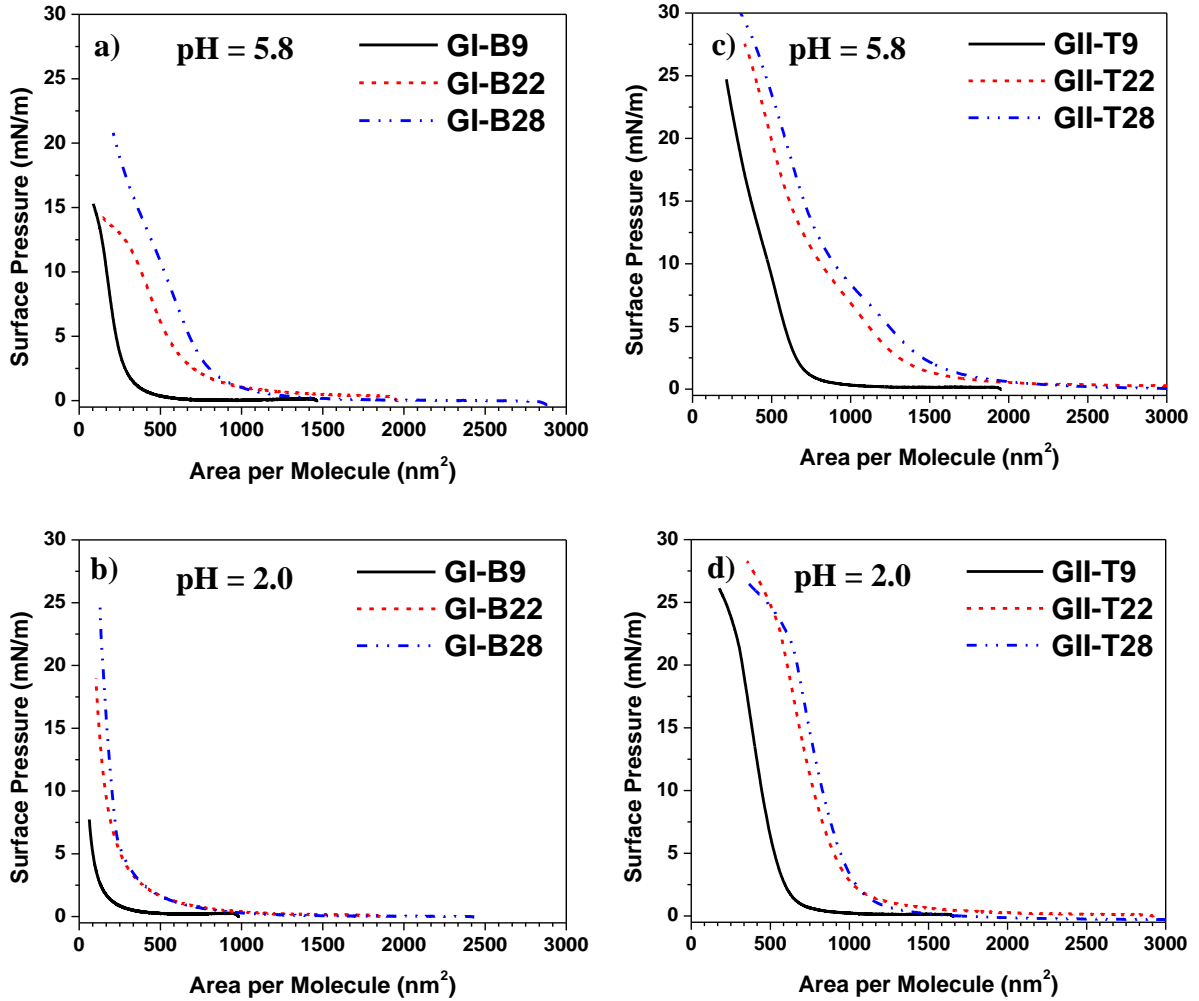 a)
pH = 5.8
GI-B9
GI-B22
GI-B28
30
25
20
15
10
5
0
Surface Pressure (mN/m)
0 500 1000 1500 2000 2500 3000
Area per Molecule (nm²)
c)
pH = 5.8
GII-T9
GII-T22
GII-T28
30
25
20
15
10
5
0
Surface Pressure (mN/m)
0 500 1000 1500 2000 2500 3000
Area per Molecule (nm²)
b)
pH = 2.0
GI-B9
GI-B22
GI-B28
30
25
20
15
10
5
0
Surface Pressure (mN/m)
0 500 1000 1500 2000 2500 3000
Area per Molecule (nm²)
d)
pH = 2.0
GII-T9
GII-T22
GII-T28
30
25
20
15
10
5
0
Surface Pressure (mN/m)
0 500 1000 1500 2000 2500 3000
Area per Molecule (nm²)